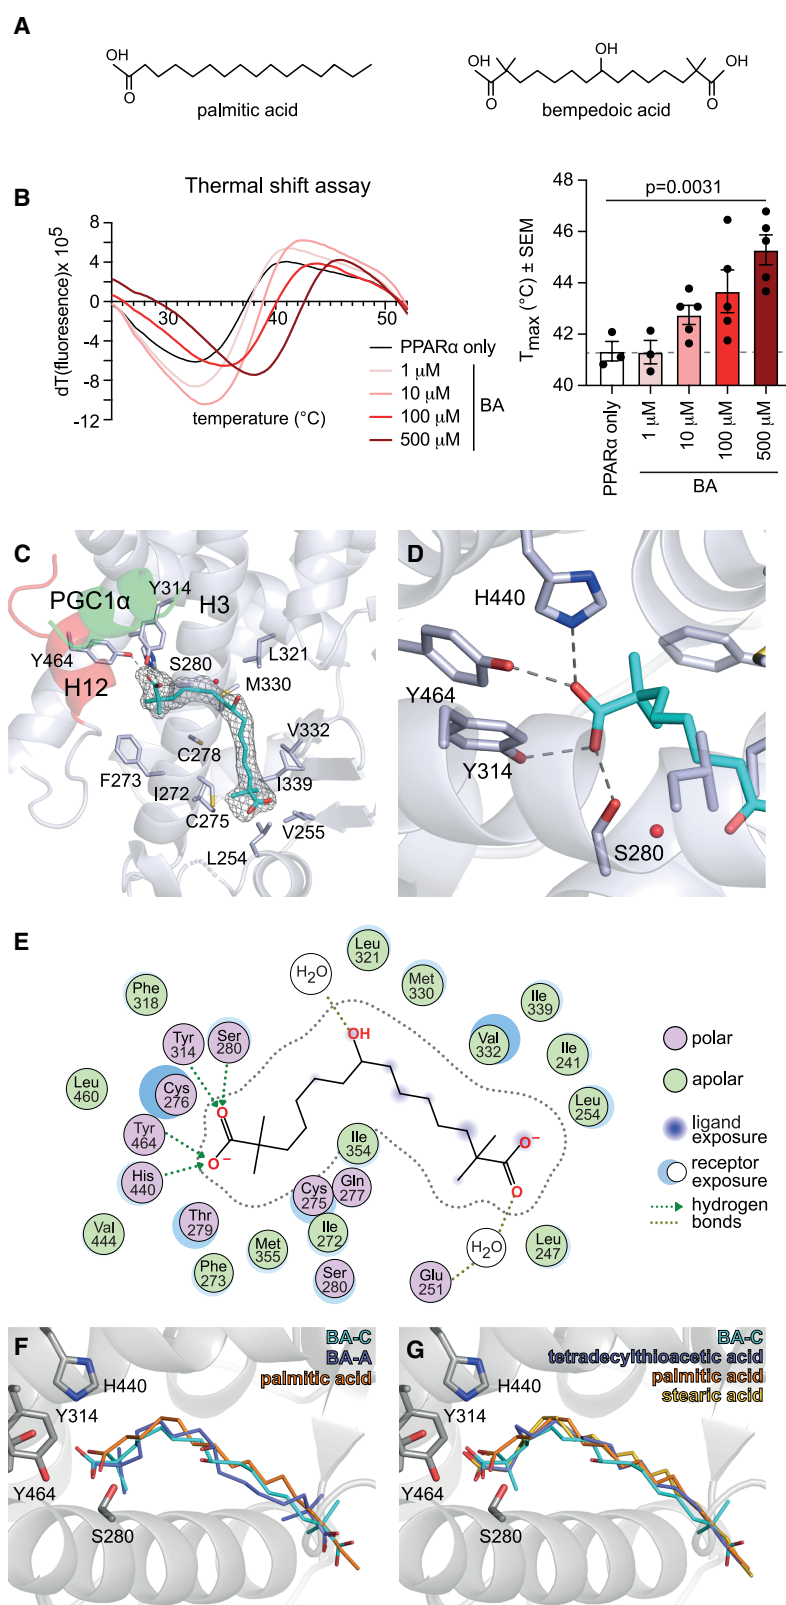 A
OH
O
palmitic acid
OH
O
OH
OH
O
bempedoic acid
B
Thermal shift assay
dT(fluoresence)x 10⁵
8
4
0
-4
-8
-12
30
40
50
temperature (°C)
PPARα only
1 μM
10 μM
100 μM
500 μM
BA
p=0.0031
Tmax (°C) ± SEM
48
46
44
42
40
PPARα only
1 μM
10 μM
100 μM
500 μM
BA
C
PGC1α
Y314
H3
Y464
S280
L321
H12
M330
C278
V332
F273
I272
I339
C275
V255
L254
D
H440
Y464
Y314
S280
E
Leu
321
H₂O
Met
330
Phe
318
Ile
339
Tyr
314
Ser
280
OH
Val
332
Ile
241
Cys
276
Leu
460
Leu
254
O
Tyr
464
Ile
354
O⁻
O⁻
His
440
Cys
275
Gln
277
O
Thr
279
Ile
272
Val
444
Met
355
H₂O
Leu
247
Phe
273
Ser
280
Glu
251
polar
apolar
ligand
exposure
receptor
exposure
hydrogen
bonds
F
BA-C
BA-A
palmitic acid
H440
Y314
Y464
S280
G
BA-C
tetradecylthioacetic acid
palmitic acid
stearic acid
H440
Y314
Y464
S280